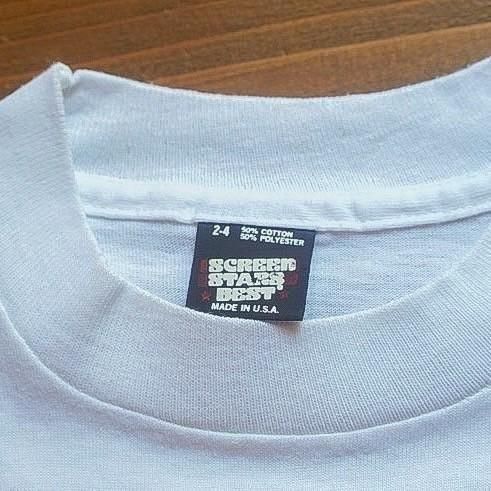 2-4
50% COTTON
50% POLYESTER
SCREEN
STARS
BEST
MADE IN U.S.A.